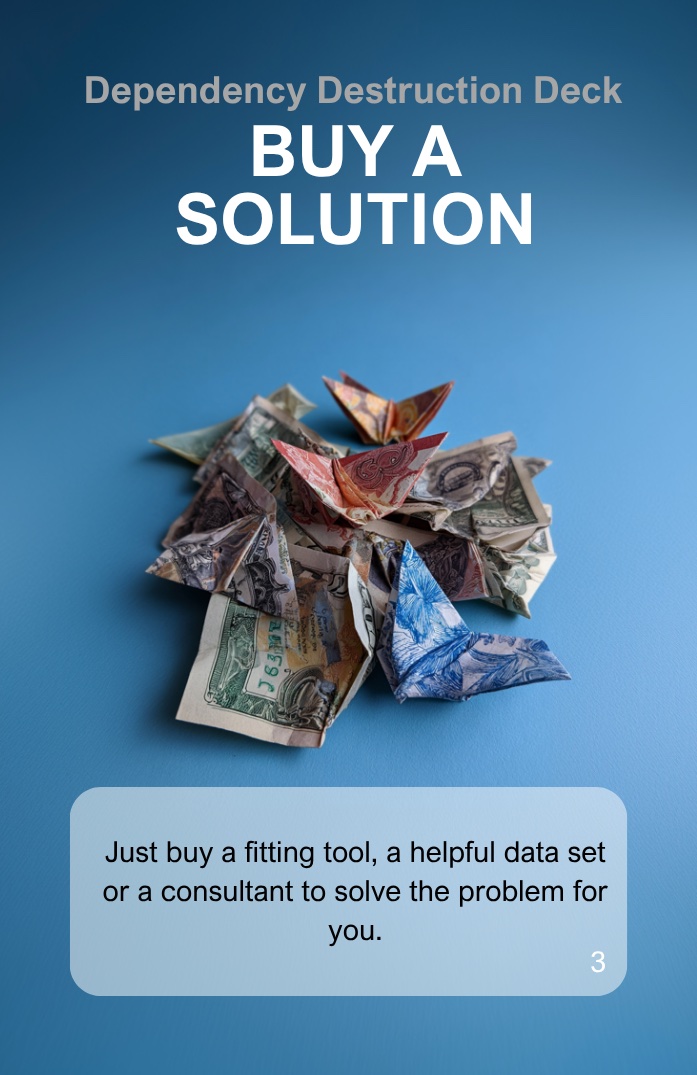 Dependency Destruction Deck
BUY A
SOLUTION
Just buy a fitting tool, a helpful data set
or a consultant to solve the problem for
you.
3